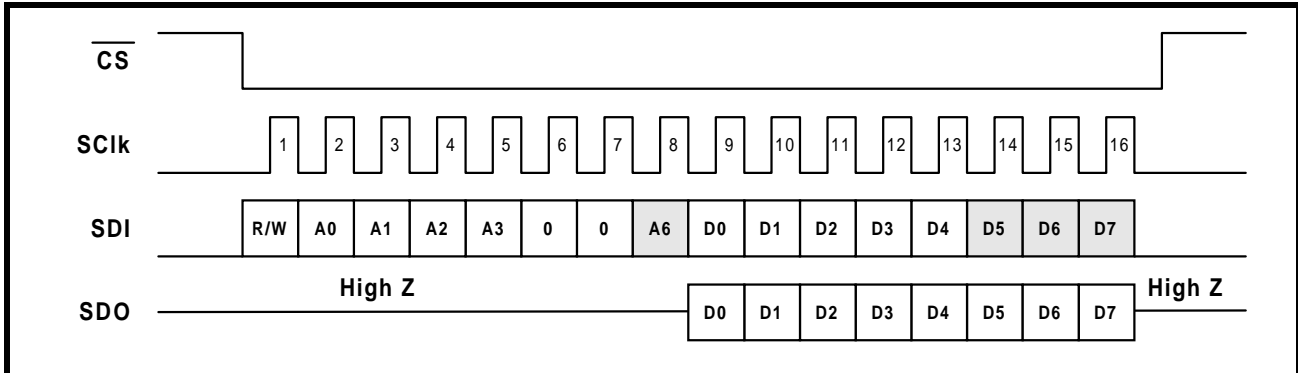 CS
SClk 1 2 3 4 5 6 7 8 9 10 11 12 13 14 15 16
SDI R/W A0 A1 A2 A3 0 0 A6 D0 D1 D2 D3 D4 D5 D6 D7
High Z High Z
SDO D0 D1 D2 D3 D4 D5 D6 D7